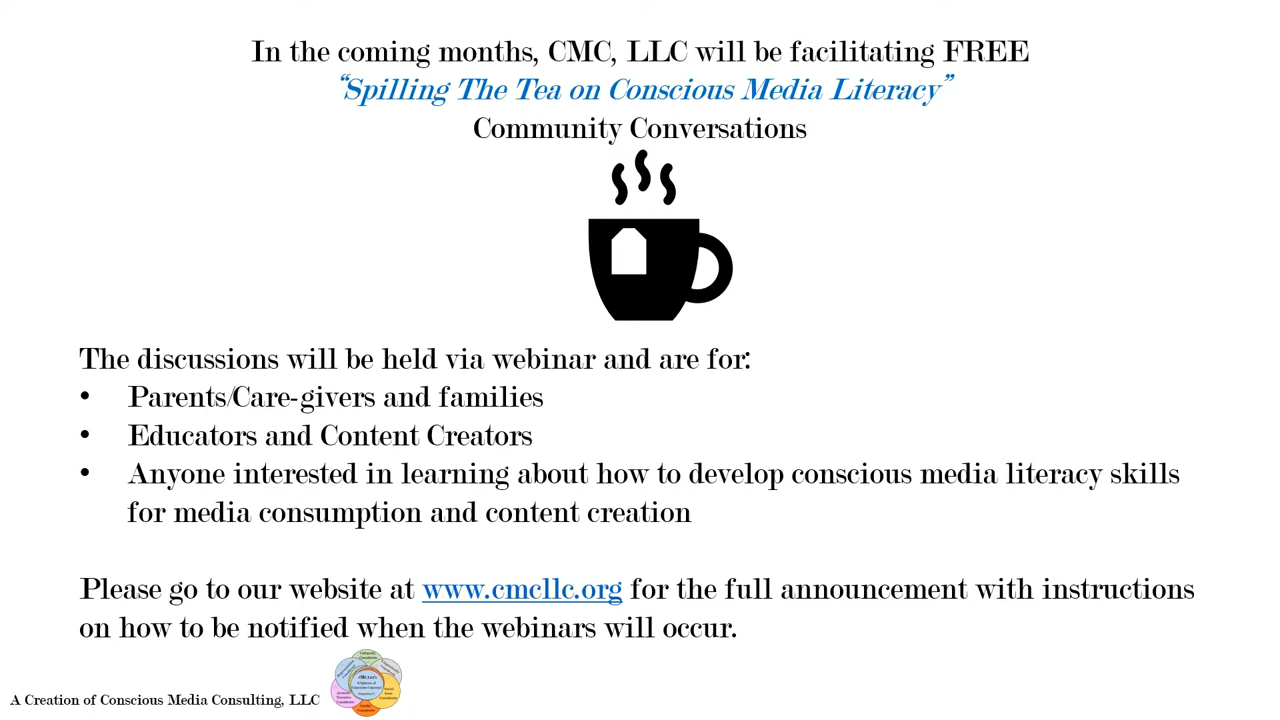 In the coming months, CMC, LLC will be facilitating FREE
“Spilling The Tea on Conscious Media Literacy”
Community Conversations
The discussions will be held via webinar and are for:
• Parents/Care-givers and families
• Educators and Content Creators
• Anyone interested in learning about how to develop conscious media literacy skills
for media consumption and content creation
Please go to our website at www.cmcllc.org for the full announcement with instructions
on how to be notified when the webinars will occur.
A Creation of Conscious Media Consulting, LLC